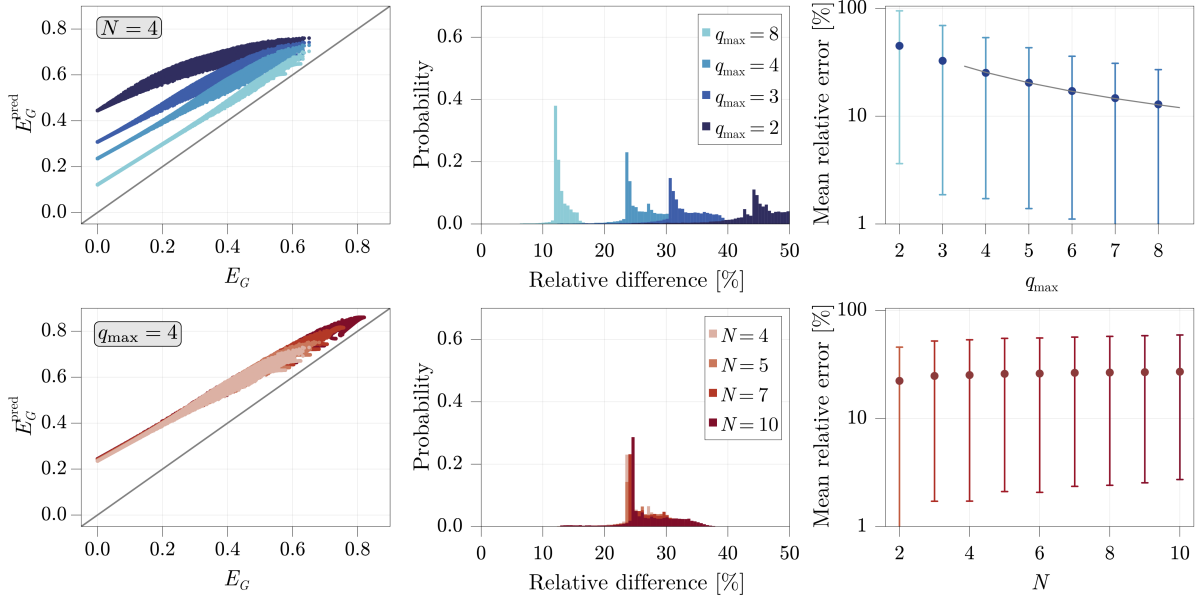 0.8
0.6
0.4
0.2
0.0
E_G^pred
N = 4
0.0 0.2 0.4 0.6 0.8
E_G
0.6
0.4
0.2
0.0
Probability
q_max = 8
q_max = 4
q_max = 3
q_max = 2
0 10 20 30 40 50
Relative difference [%]
100
10
1
Mean relative error [%]
2 3 4 5 6 7 8
q_max
0.8
0.6
0.4
0.2
0.0
E_G^pred
q_max = 4
0.0 0.2 0.4 0.6 0.8
E_G
0.6
0.4
0.2
0.0
Probability
N = 4
N = 5
N = 7
N = 10
0 10 20 30 40 50
Relative difference [%]
100
10
1
Mean relative error [%]
2 4 6 8 10
N